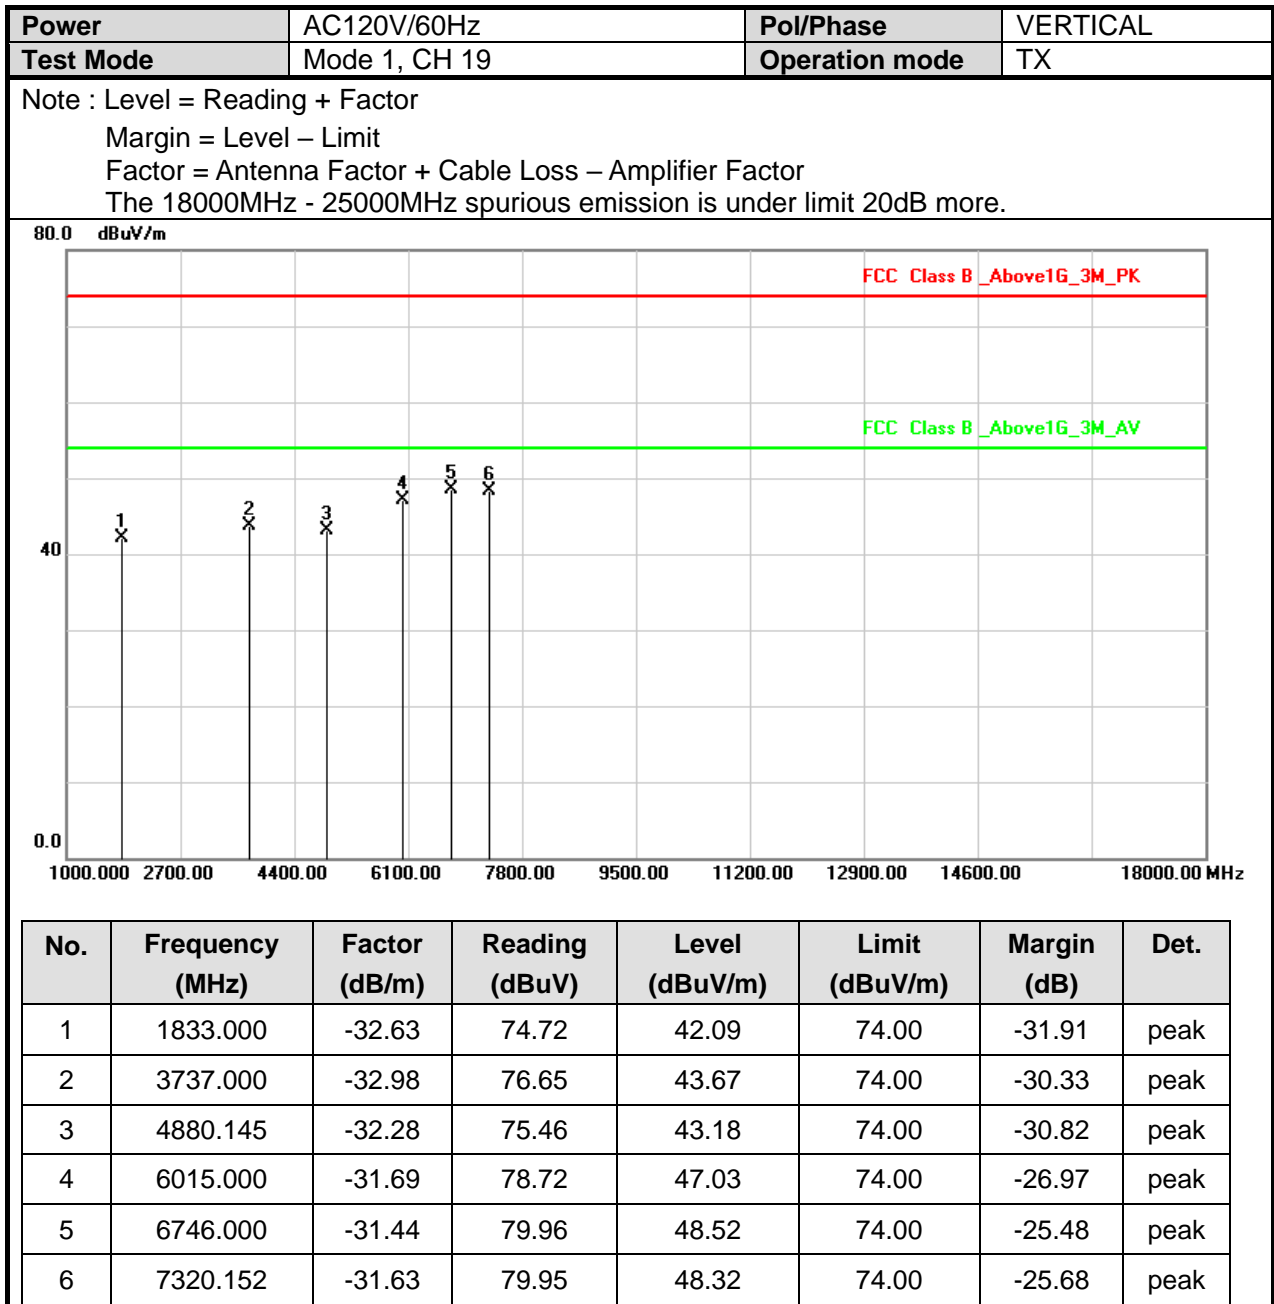 Power AC120V/60Hz Pol/Phase VERTICAL
Test Mode Mode 1, CH 19 Operation mode TX
Note : Level = Reading + Factor
Margin = Level – Limit
Factor = Antenna Factor + Cable Loss – Amplifier Factor
The 18000MHz - 25000MHz spurious emission is under limit 20dB more.
80.0 dBuV/m
FCC Class B _Above1G_3M_PK
FCC Class B _Above1G_3M_AV
1 2 3 4 5 6
40
0.0
1000.000 2700.00 4400.00 6100.00 7800.00 9500.00 11200.00 12900.00 14600.00 18000.00 MHz
No. Frequency Factor Reading Level Limit Margin Det.
(MHz) (dB/m) (dBuV) (dBuV/m) (dBuV/m) (dB)
1 1833.000 -32.63 74.72 42.09 74.00 -31.91 peak
2 3737.000 -32.98 76.65 43.67 74.00 -30.33 peak
3 4880.145 -32.28 75.46 43.18 74.00 -30.82 peak
4 6015.000 -31.69 78.72 47.03 74.00 -26.97 peak
5 6746.000 -31.44 79.96 48.52 74.00 -25.48 peak
6 7320.152 -31.63 79.95 48.32 74.00 -25.68 peak